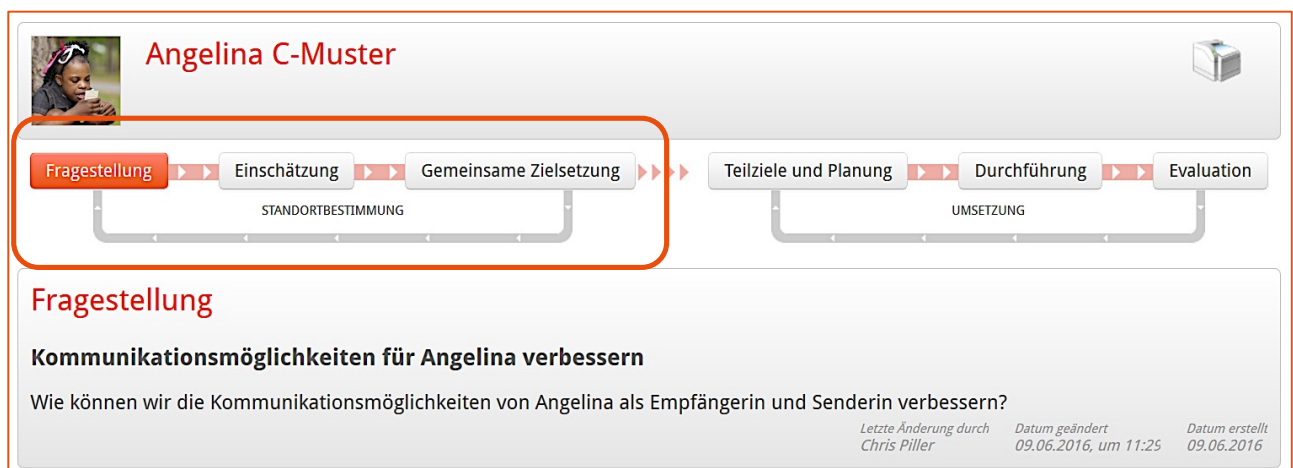 Angelina C-Muster
Fragestellung Einschätzung Gemeinsame Zielsetzung Teilziele und Planung Durchführung Evaluation
STANDORTBESTIMMUNG UMSETZUNG
Fragestellung
Kommunikationsmöglichkeiten für Angelina verbessern
Wie können wir die Kommunikationsmöglichkeiten von Angelina als Empfängerin und Senderin verbessern?
Letzte Änderung durch Datum geändert Datum erstellt
Chris Piller 09.06.2016, um 11:29 09.06.2016